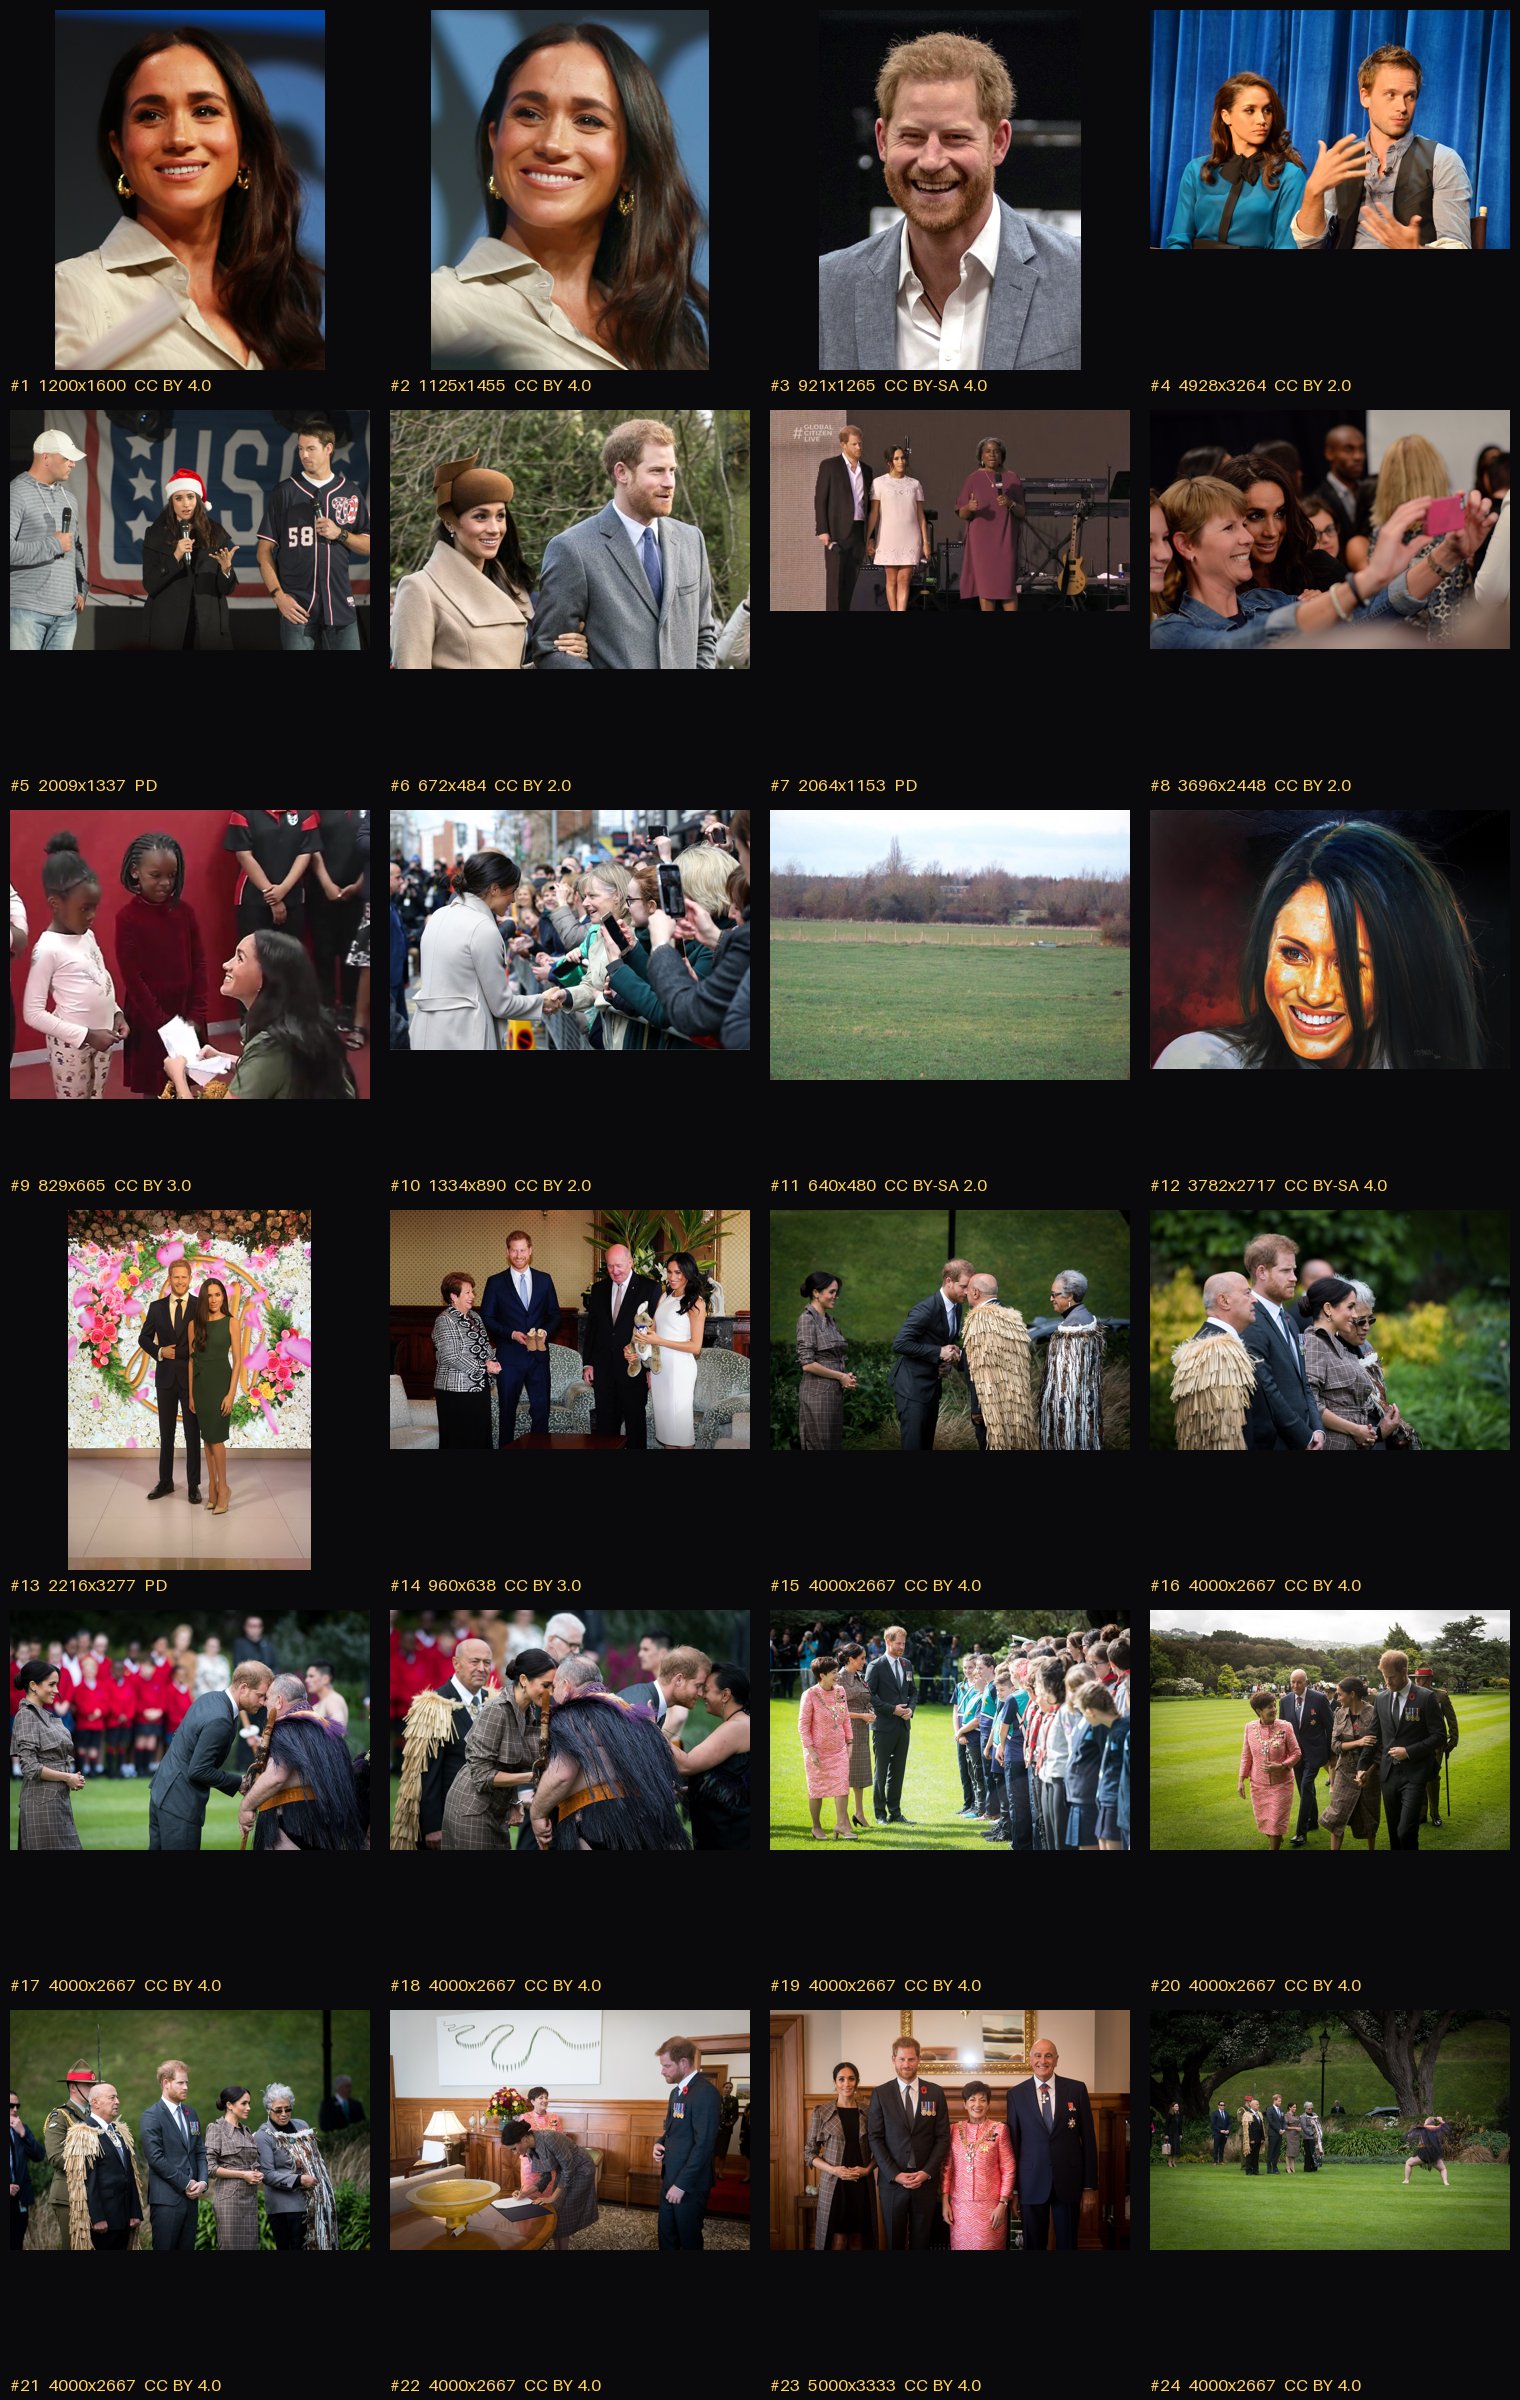 #1 1200x1600 CC BY 4.0
#2 1125x1455 CC BY 4.0
#3 921x1265 CC BY-SA 4.0
#4 4928x3264 CC BY 2.0
USO
58
# GLOBAL
CITIZEN
LIVE
#5 2009x1337 PD
#6 672x484 CC BY 2.0
#7 2064x1153 PD
#8 3696x2448 CC BY 2.0
#9 829x665 CC BY 3.0
#10 1334x890 CC BY 2.0
#11 640x480 CC BY-SA 2.0
#12 3782x2717 CC BY-SA 4.0
#13 2216x3277 PD
#14 960x638 CC BY 3.0
#15 4000x2667 CC BY 4.0
#16 4000x2667 CC BY 4.0
#17 4000x2667 CC BY 4.0
#18 4000x2667 CC BY 4.0
#19 4000x2667 CC BY 4.0
#20 4000x2667 CC BY 4.0
#21 4000x2667 CC BY 4.0
#22 4000x2667 CC BY 4.0
#23 5000x3333 CC BY 4.0
#24 4000x2667 CC BY 4.0